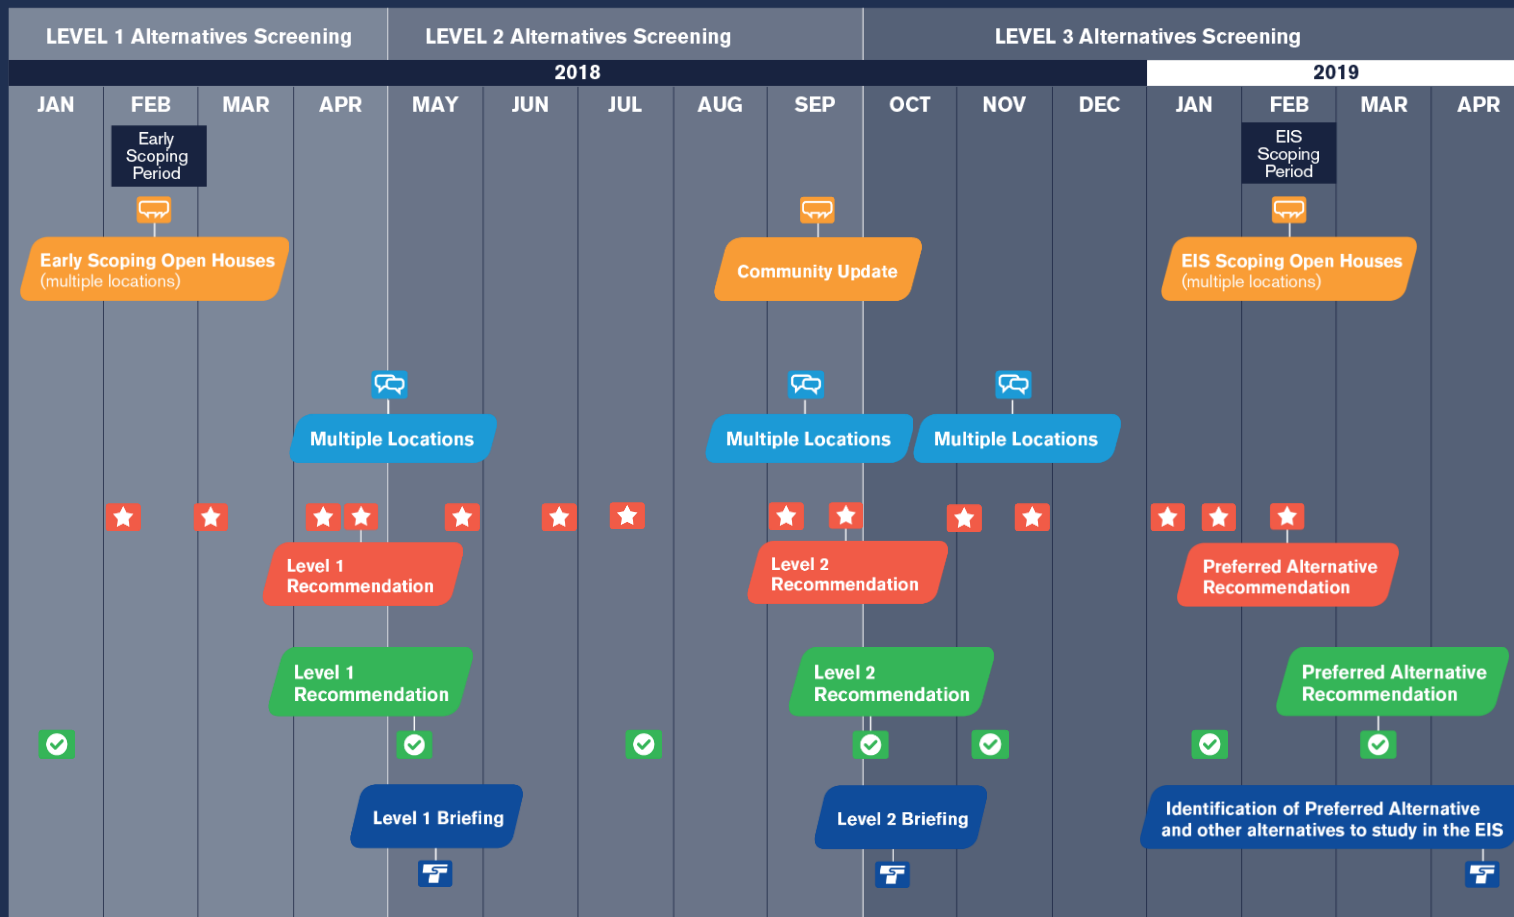 LEVEL 1 Alternatives Screening
LEVEL 2 Alternatives Screening
LEVEL 3 Alternatives Screening
2018
2019
JAN
FEB
MAR
APR
MAY
JUN
JUL
AUG
SEP
OCT
NOV
DEC
JAN
FEB
MAR
APR
Early
Scoping
Period
EIS
Scoping
Period
Early Scoping Open Houses
(multiple locations)
Community Update
EIS Scoping Open Houses
(multiple locations)
Multiple Locations
Multiple Locations
Multiple Locations
Level 1
Recommendation
Level 2
Recommendation
Preferred Alternative
Recommendation
Level 1
Recommendation
Level 2
Recommendation
Preferred Alternative
Recommendation
Level 1 Briefing
Level 2 Briefing
Identification of Preferred Alternative
and other alternatives to study in the EIS